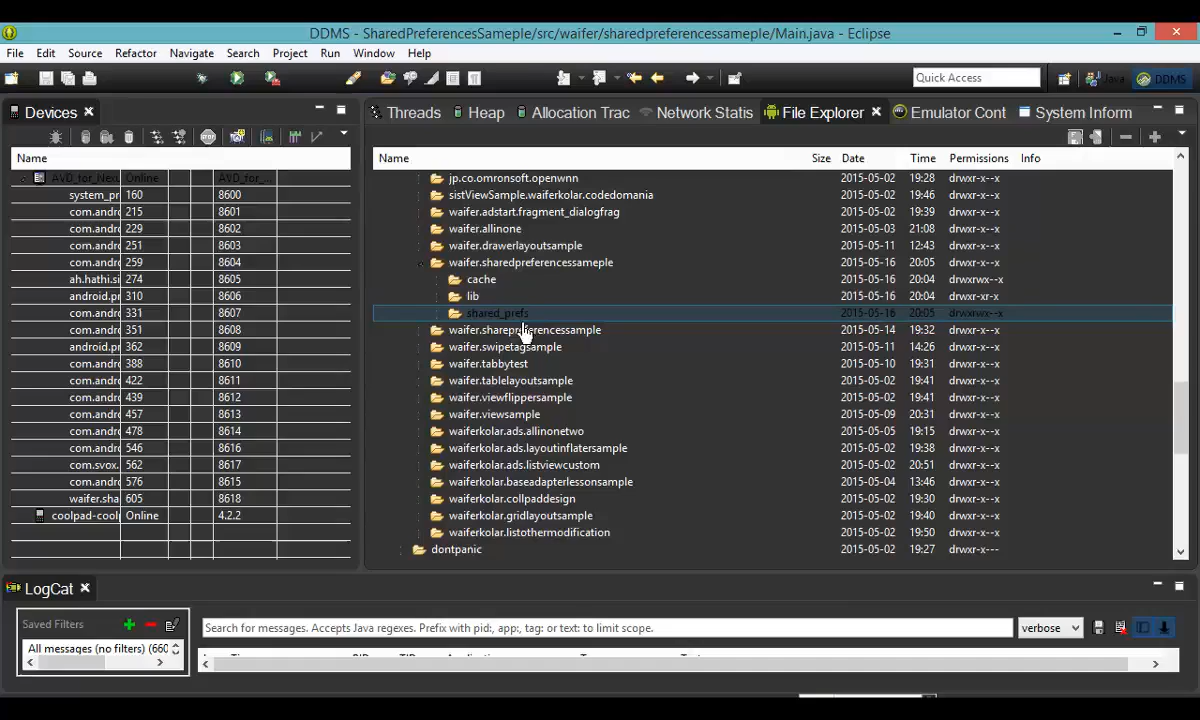 DDMS - SharedPreferencesSameple/src/waifer/sharedpreferencessameple/Main.java - Eclipse
File Edit Source Refactor Navigate Search Project Run Window Help
Quick Access Java DDMS
Devices
Threads Heap Allocation Trac Network Statis File Explorer Emulator Cont System Inform
Name
Name Size Date Time Permissions Info
AVD_for_Nex Online AVD_for_...
system_pr 160 8600
com.andro 215 8601
com.andro 229 8602
com.andro 251 8603
com.andro 259 8604
ah.hathi.si 274 8605
android.pr 310 8606
com.andro 331 8607
com.andro 351 8608
android.pr 362 8609
com.andro 388 8610
com.andro 422 8611
com.andro 439 8612
com.andro 457 8613
com.andro 478 8614
com.andro 546 8616
com.svox. 562 8617
com.andro 576 8615
waifer.sha 605 8618
coolpad-cool Online 4.2.2
jp.co.omronsoft.openwnn 2015-05-02 19:28 drwxr-x--x
sistViewSample.waiferkolar.codedomania 2015-05-02 19:46 drwxr-x--x
waifer.adstart.fragment_dialogfrag 2015-05-02 19:39 drwxr-x--x
waifer.allinone 2015-05-03 21:08 drwxr-x--x
waifer.drawerlayoutsample 2015-05-11 12:43 drwxr-x--x
waifer.sharedpreferencessameple 2015-05-16 20:05 drwxr-x--x
cache 2015-05-16 20:04 drwxrwx--x
lib 2015-05-16 20:04 drwxr-xr-x
shared_prefs 2015-05-16 20:05 drwxrwx--x
waifer.sharepreferencessample 2015-05-14 19:32 drwxr-x--x
waifer.swipetagsample 2015-05-11 14:26 drwxr-x--x
waifer.tabbytest 2015-05-10 19:31 drwxr-x--x
waifer.tablelayoutsample 2015-05-02 19:41 drwxr-x--x
waifer.viewflippersample 2015-05-02 19:41 drwxr-x--x
waifer.viewsample 2015-05-09 20:31 drwxr-x--x
waiferkolar.ads.allinonetwo 2015-05-05 19:15 drwxr-x--x
waiferkolar.ads.layoutinflatersample 2015-05-02 19:38 drwxr-x--x
waiferkolar.ads.listviewcustom 2015-05-02 20:51 drwxr-x--x
waiferkolar.baseadapterlessonsample 2015-05-04 13:46 drwxr-x--x
waiferkolar.collpaddesign 2015-05-02 19:30 drwxr-x--x
waiferkolar.gridlayoutsample 2015-05-02 19:40 drwxr-x--x
waiferkolar.listothermodification 2015-05-02 19:50 drwxr-x--x
dontpanic 2015-05-02 19:27 drwxr-x---
LogCat
Saved Filters
Search for messages. Accepts Java regexes. Prefix with pid:, app:, tag: or text: to limit scope. verbose
All messages (no filters) (660